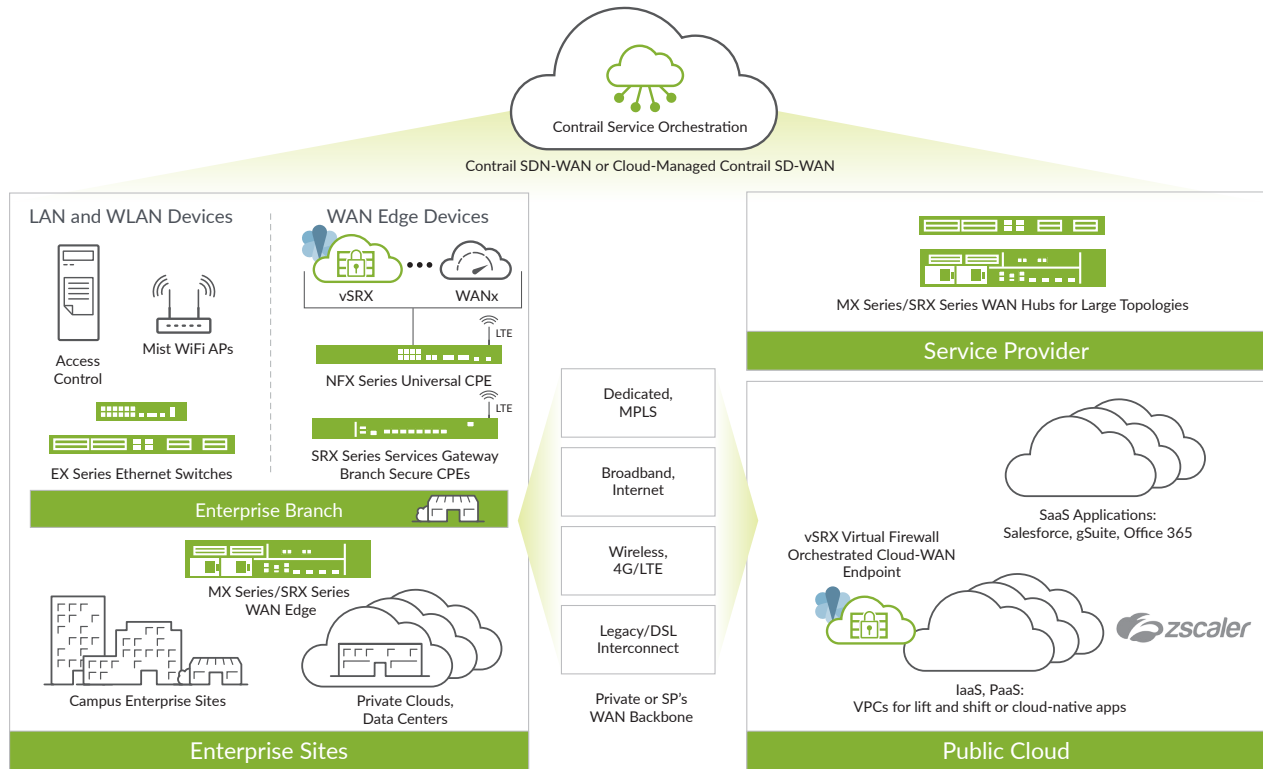 Contrail Service Orchestration
Contrail SDN-WAN or Cloud-Managed Contrail SD-WAN
LAN and WLAN Devices
WAN Edge Devices
vSRX
WANx
Access
Control
Mist WiFi APs
LTE
NFX Series Universal CPE
LTE
EX Series Ethernet Switches
SRX Series Services Gateway
Branch Secure CPEs
Enterprise Branch
MX Series/SRX Series
WAN Edge
Campus Enterprise Sites
Private Clouds,
Data Centers
Enterprise Sites
Dedicated,
MPLS
Broadband,
Internet
Wireless,
4G/LTE
Legacy/DSL
Interconnect
Private or SP's
WAN Backbone
MX Series/SRX Series WAN Hubs for Large Topologies
Service Provider
SaaS Applications:
Salesforce, gSuite, Office 365
vSRX Virtual Firewall
Orchestrated Cloud-WAN
Endpoint
zscaler
IaaS, PaaS:
VPCs for lift and shift or cloud-native apps
Public Cloud